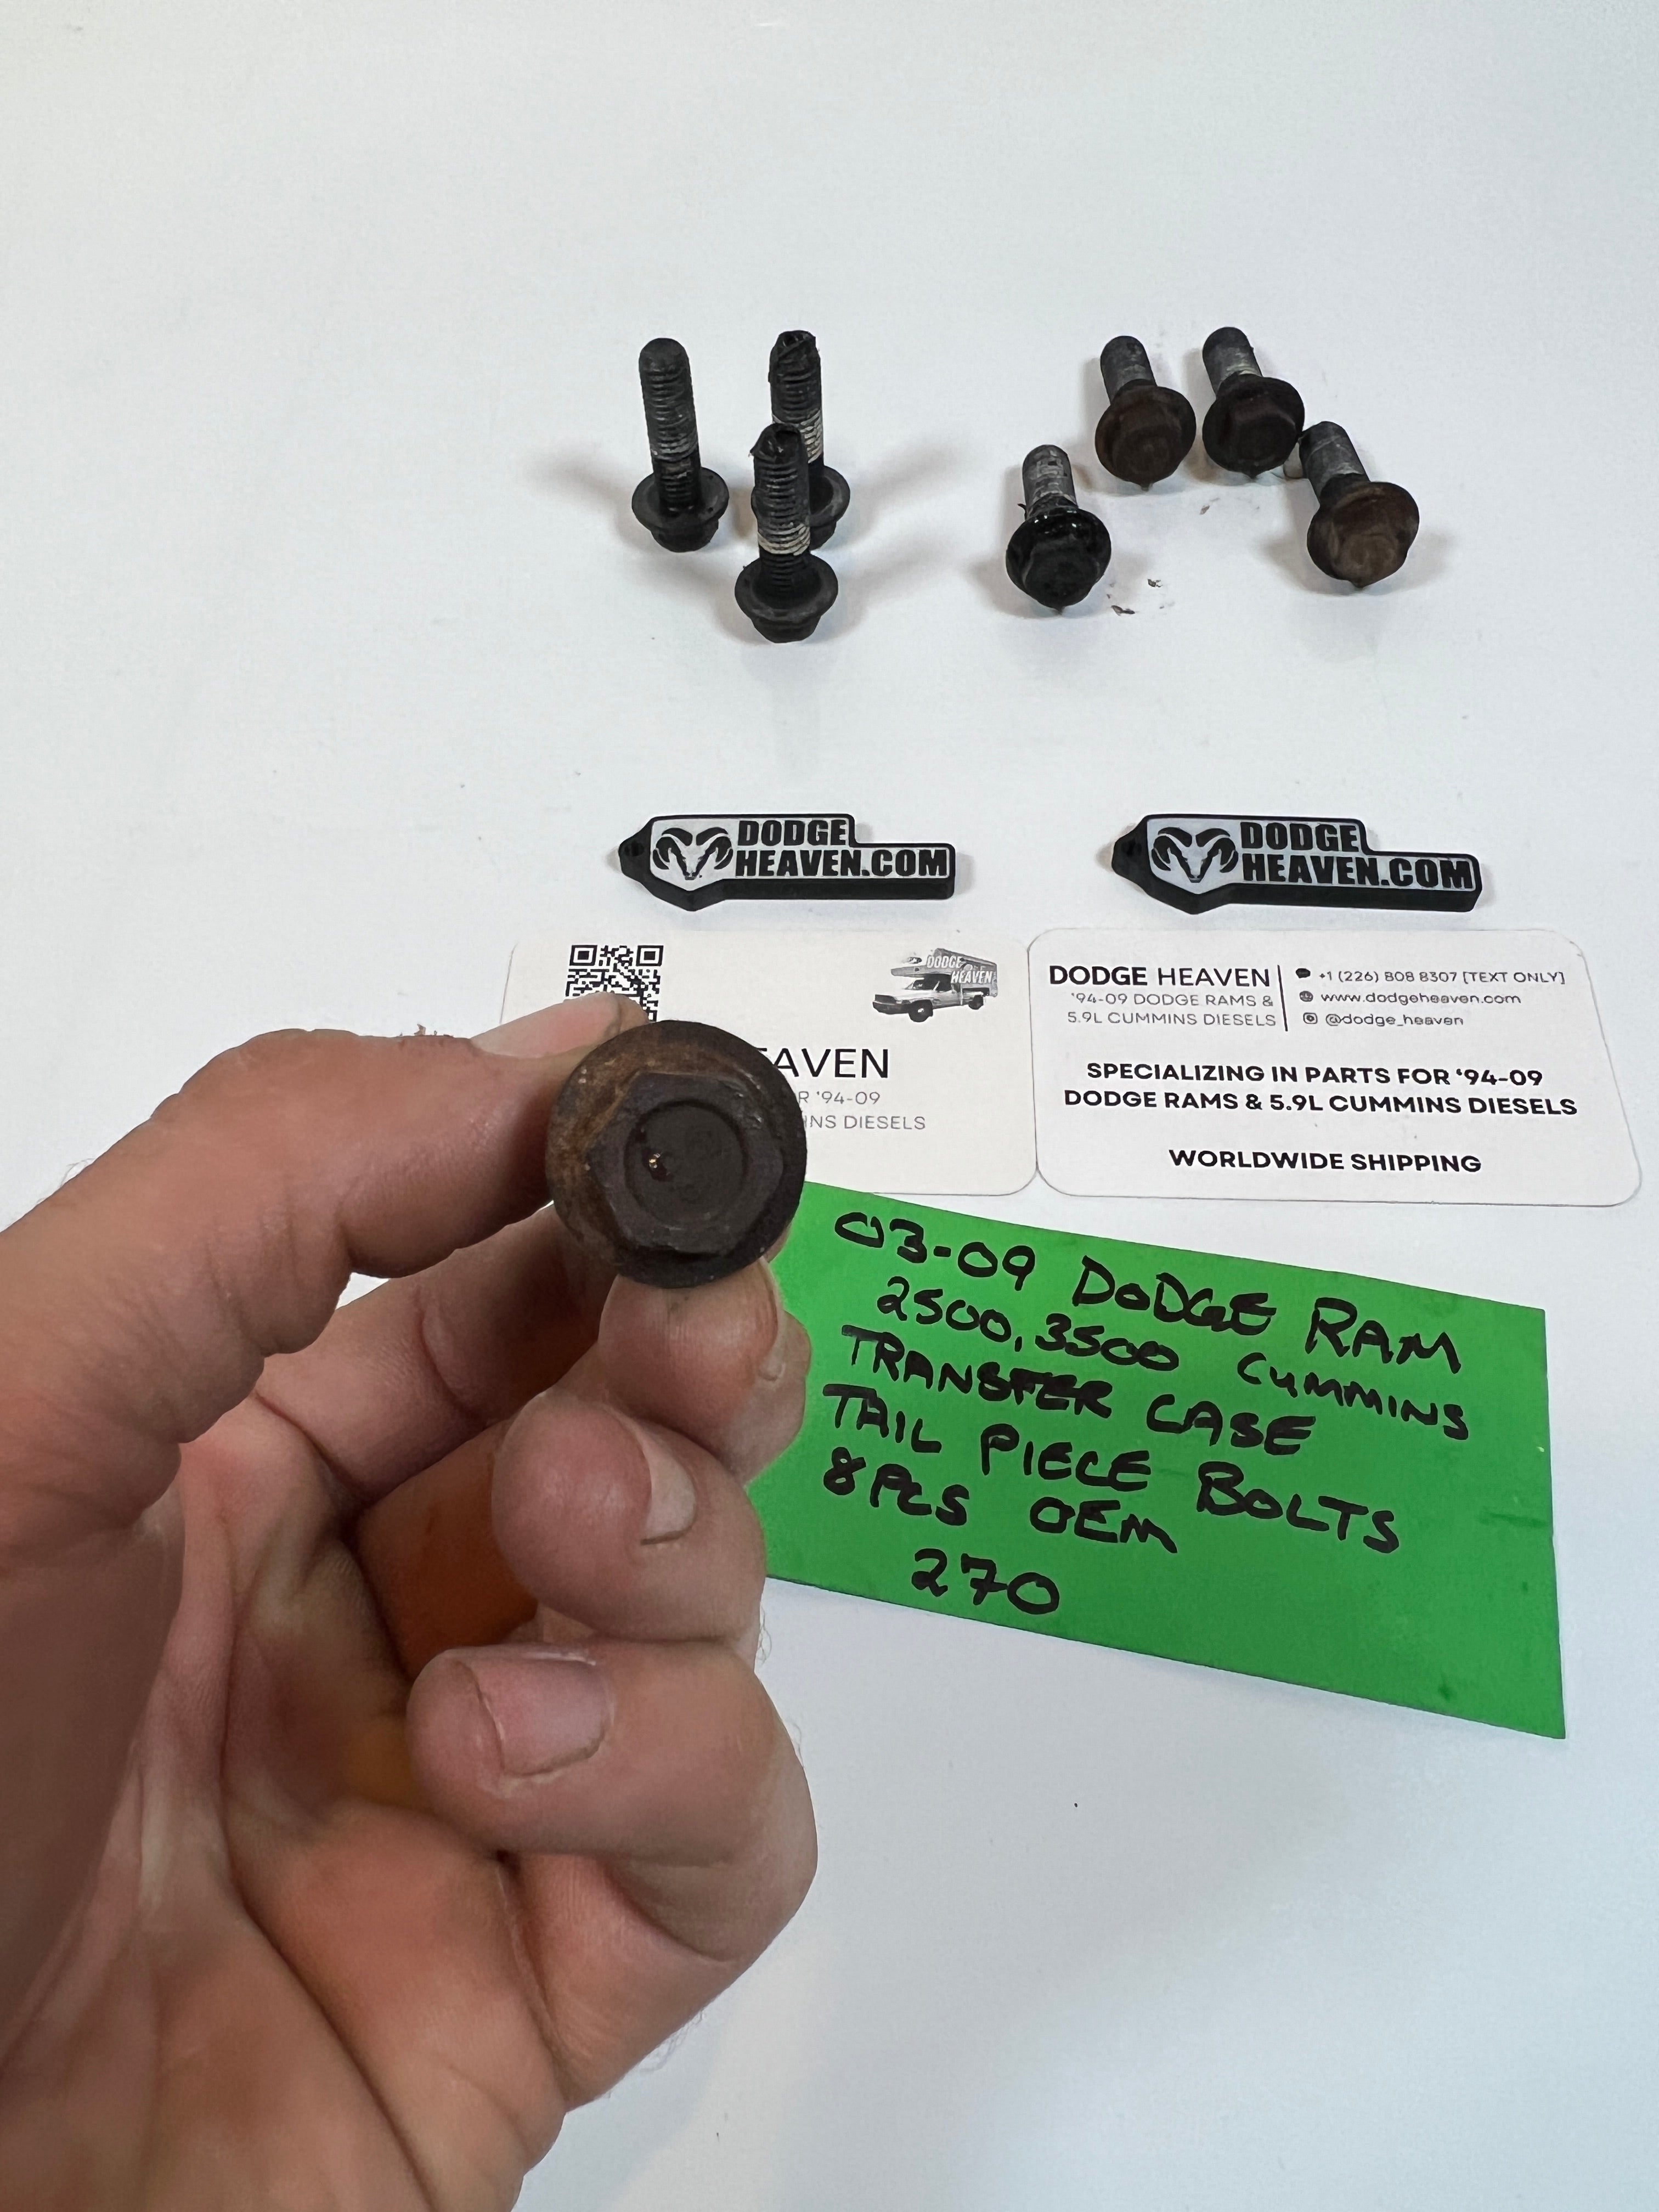 DODGE
HEAVEN.COM
DODGE
HEAVEN.COM
DODGE
HEAVEN
EAVEN
R '94-09
INS DIESELS
DODGE HEAVEN
'94-09 DODGE RAMS &
5.9L CUMMINS DIESELS
+1 (226) 808 8307 [TEXT ONLY]
www.dodgeheaven.com
@dodge_heaven
SPECIALIZING IN PARTS FOR '94-09
DODGE RAMS & 5.9L CUMMINS DIESELS
WORLDWIDE SHIPPING
03-09 DODGE RAM
2500, 3500 CUMMINS
TRANSFER CASE
TAIL PIECE BOLTS
8 PCS OEM
270